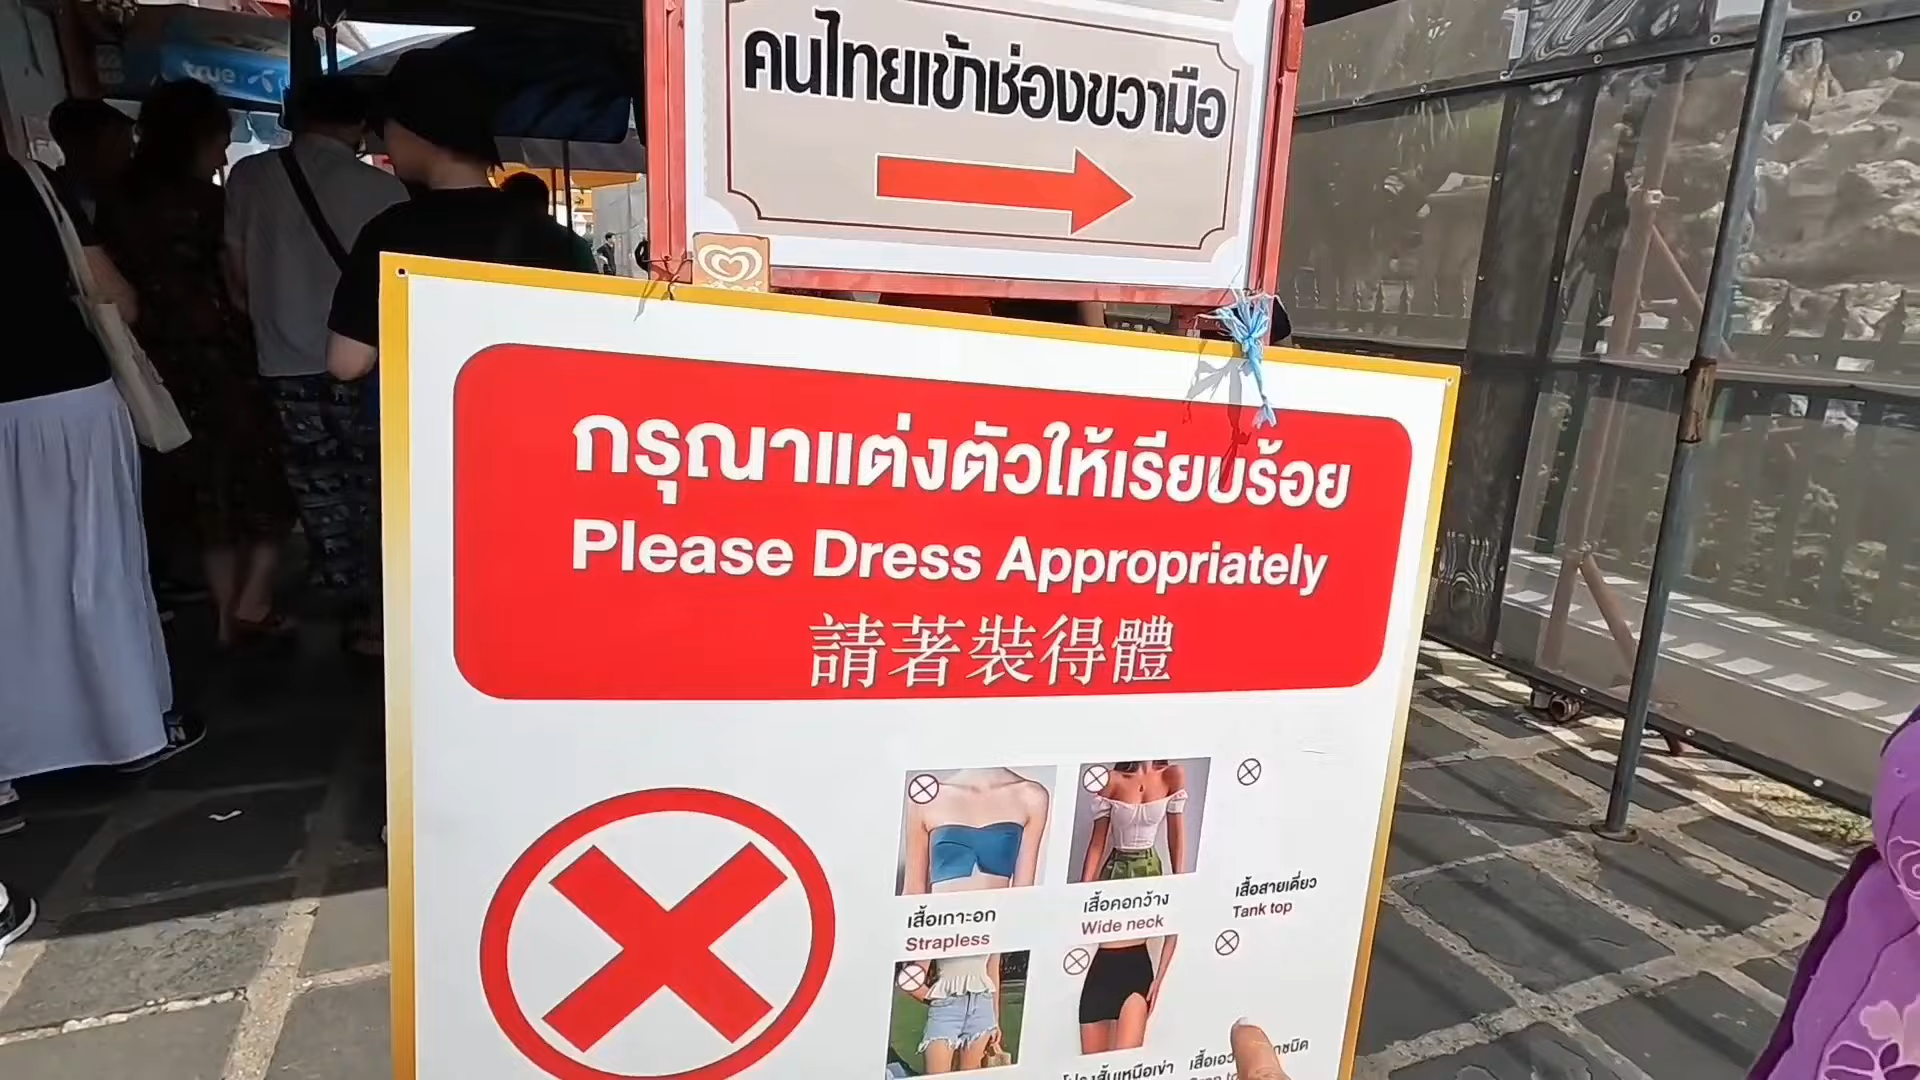 true
คนไทยเข้าช่องขวามือ
กรุณาแต่งตัวให้เรียบร้อย
Please Dress Appropriately
請著裝得體
เสื้อเกาะอก
Strapless
เสื้อคอกว้าง
Wide neck
เสื้อสายเดี่ยว
Tank top